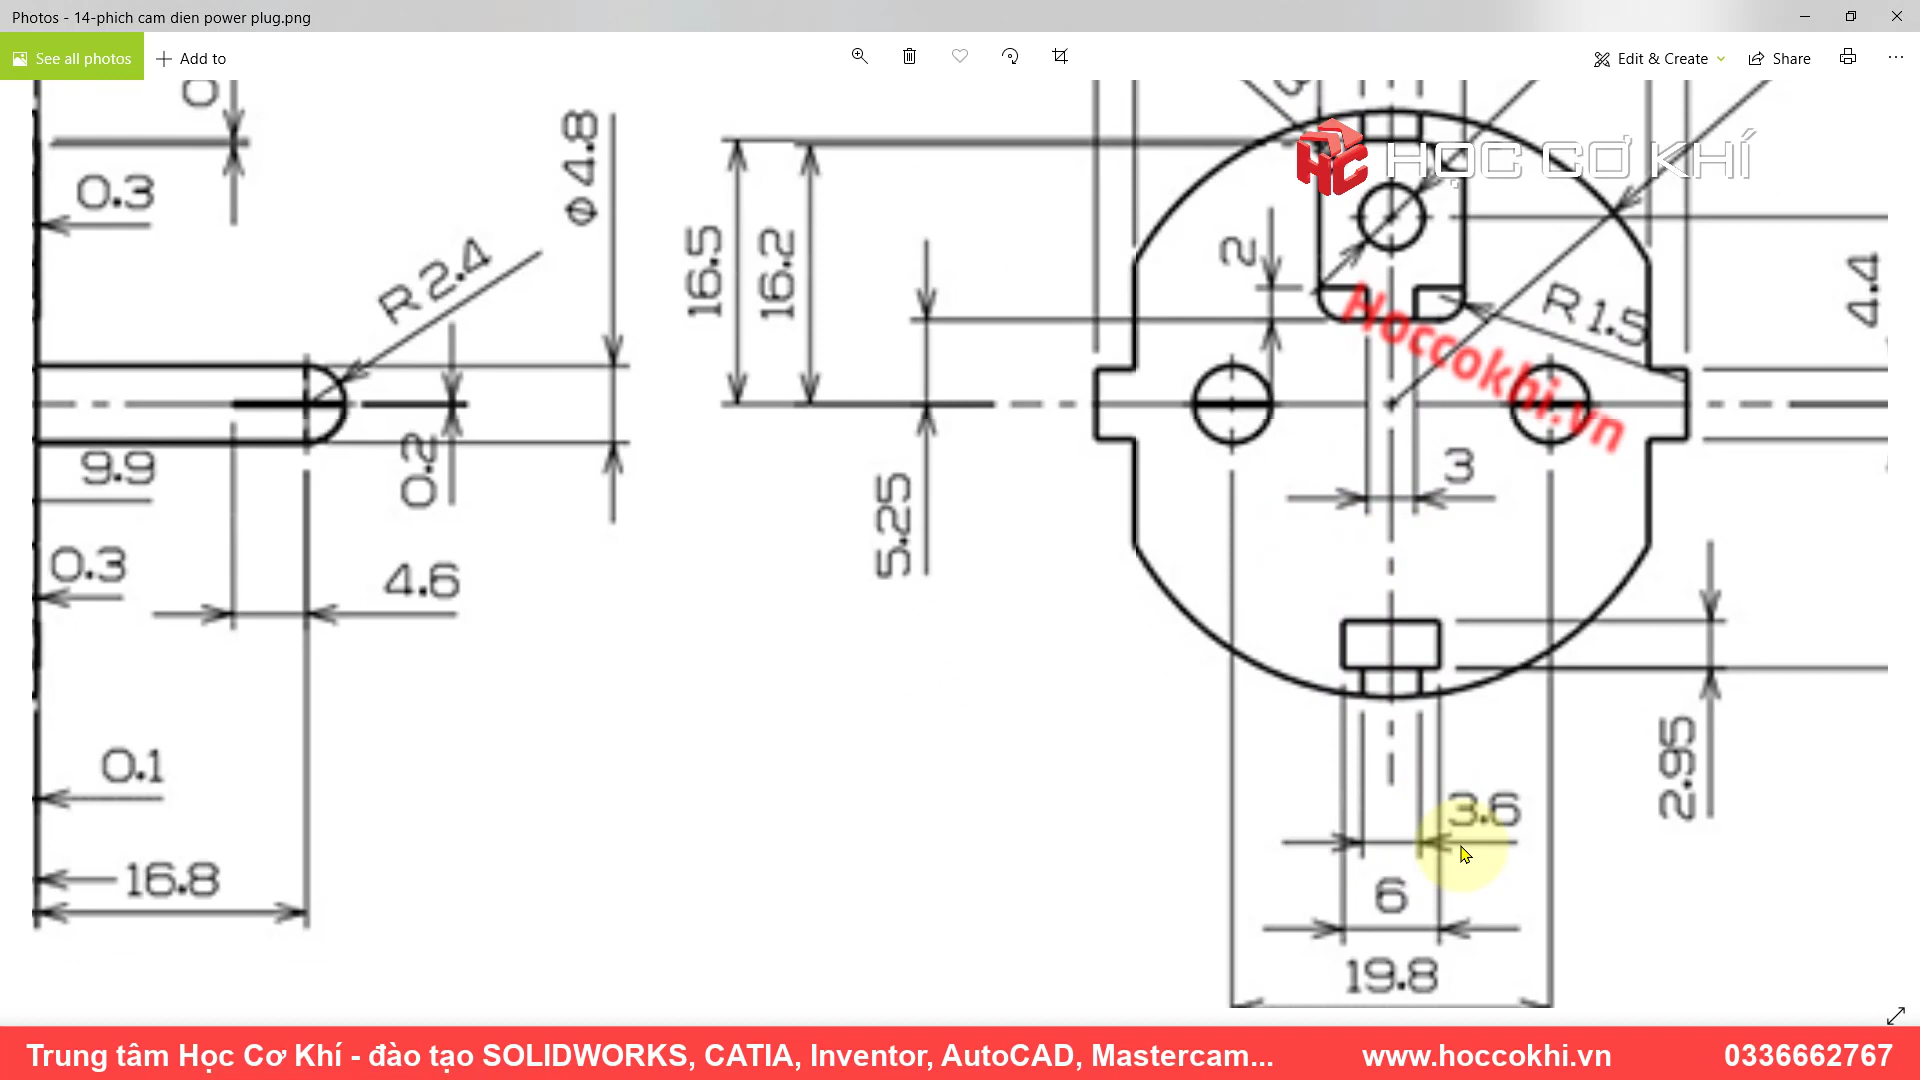 Photos - 14-phich cam dien power plug.png
See all photos
Add to
Edit & Create
Share
HỌC CƠ KHÍ
0.3
Φ4.8
R 2.4
16.5
16.2
2
4.4
R 1.5
Hoccokhi.vn
9.9
0.2
3
5.25
0.3
4.6
0.1
2.95
3.6
16.8
6
19.8
Trung tâm Học Cơ Khí - đào tạo SOLIDWORKS, CATIA, Inventor, AutoCAD, Mastercam... www.hoccokhi.vn 0336662767